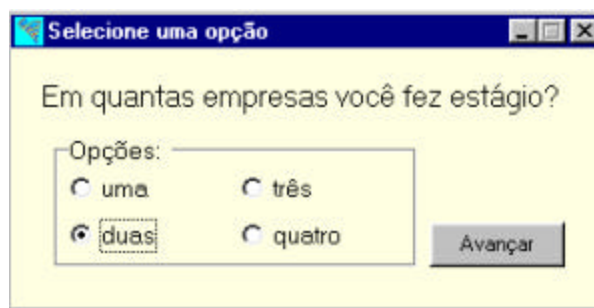 Selecione uma opção
Em quantas empresas você fez estágio?
Opções:
uma três
duas quatro
Avançar